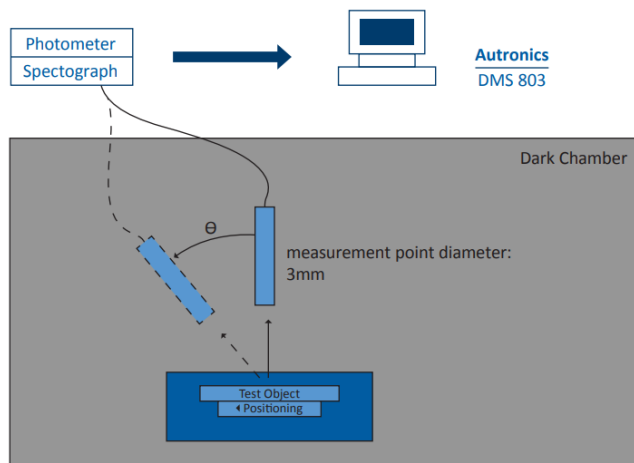 Photometer
Spectograph
Autronics
DMS 803
Dark Chamber
Θ
measurement point diameter:
3mm
Test Object
Positioning